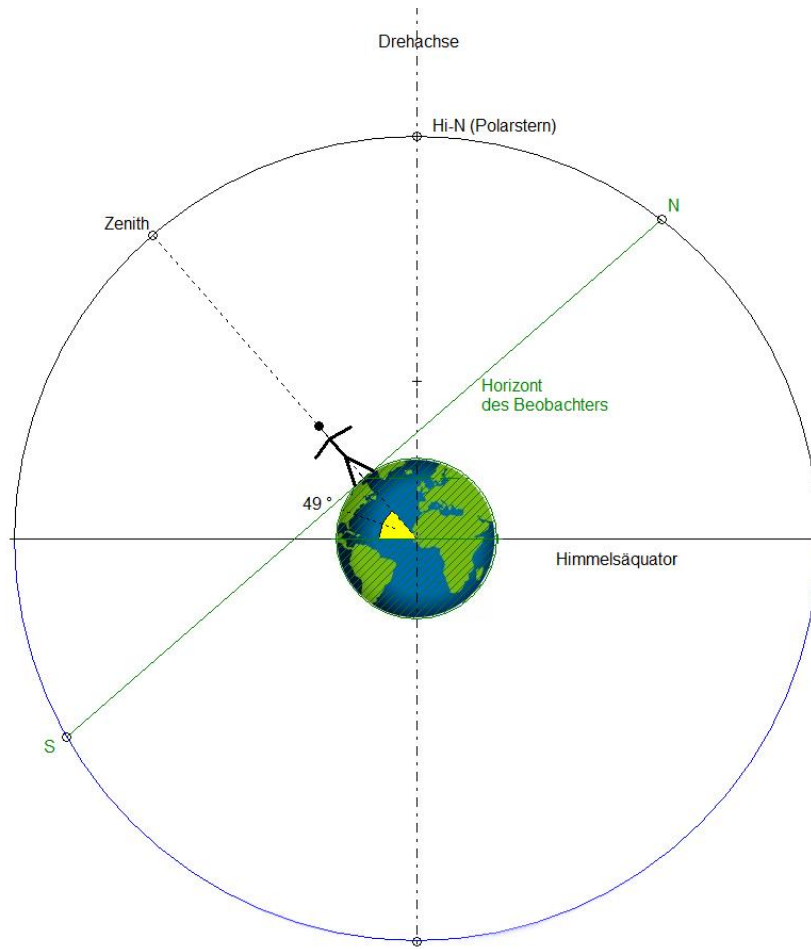 Drehachse
Hi-N (Polarstern)
N
Zenith
Horizont
des Beobachters
49 °
Himmelsäquator
S